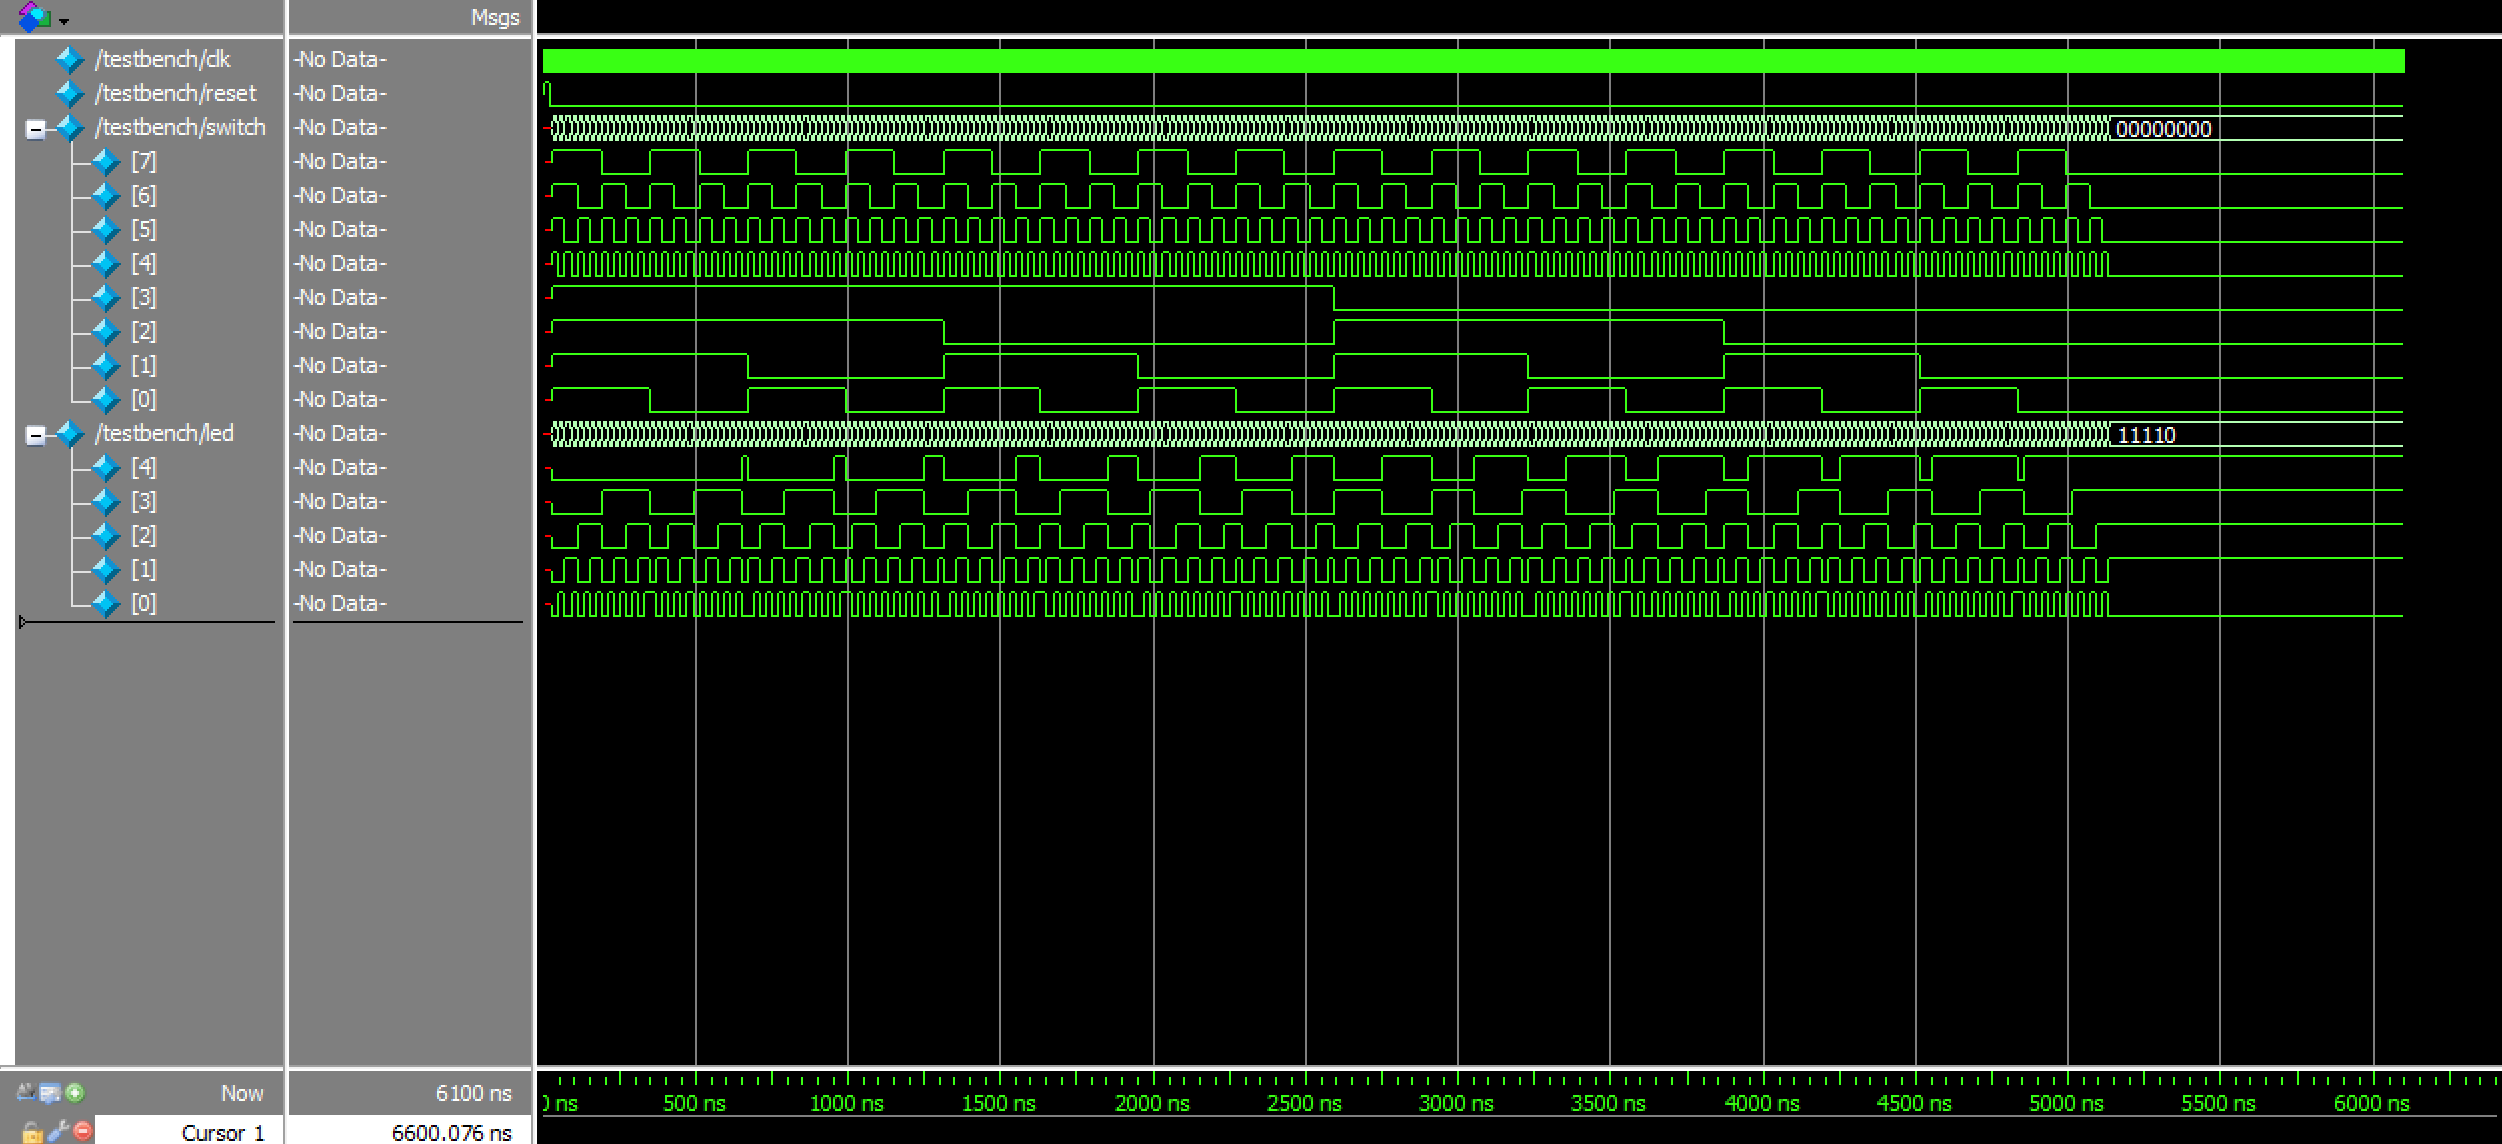 Msgs
/testbench/clk -No Data-
/testbench/reset -No Data-
/testbench/switch -No Data- 00000000
[7] -No Data-
[6] -No Data-
[5] -No Data-
[4] -No Data-
[3] -No Data-
[2] -No Data-
[1] -No Data-
[0] -No Data-
/testbench/led -No Data- 11110
[4] -No Data-
[3] -No Data-
[2] -No Data-
[1] -No Data-
[0] -No Data-
Now 6100 ns ns 500 ns 1000 ns 1500 ns 2000 ns 2500 ns 3000 ns 3500 ns 4000 ns 4500 ns 5000 ns 5500 ns 6000 ns
Cursor 1 6600.076 ns